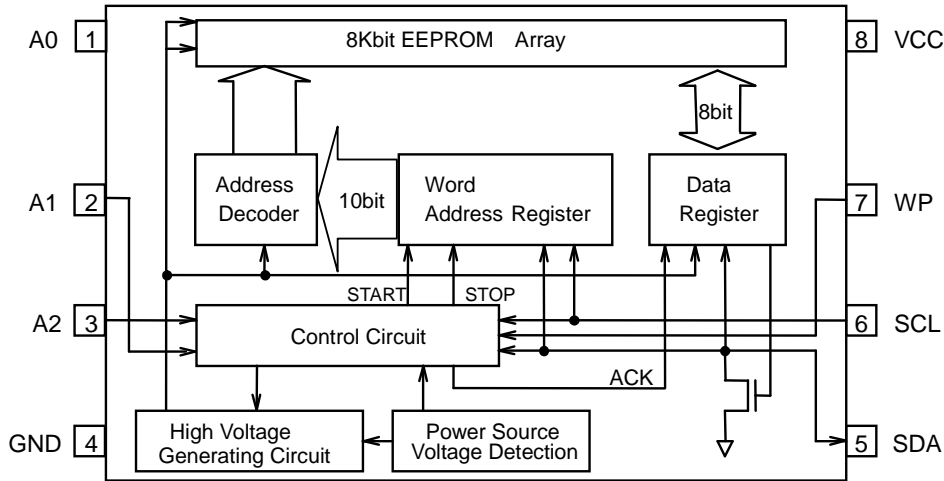 A0 1
8Kbit EEPROM Array
8 VCC
8bit
A1 2
Address
Decoder
10bit
Word
Address Register
Data
Register
7 WP
START
STOP
A2 3
Control Circuit
6 SCL
ACK
GND 4
High Voltage
Generating Circuit
Power Source
Voltage Detection
5 SDA